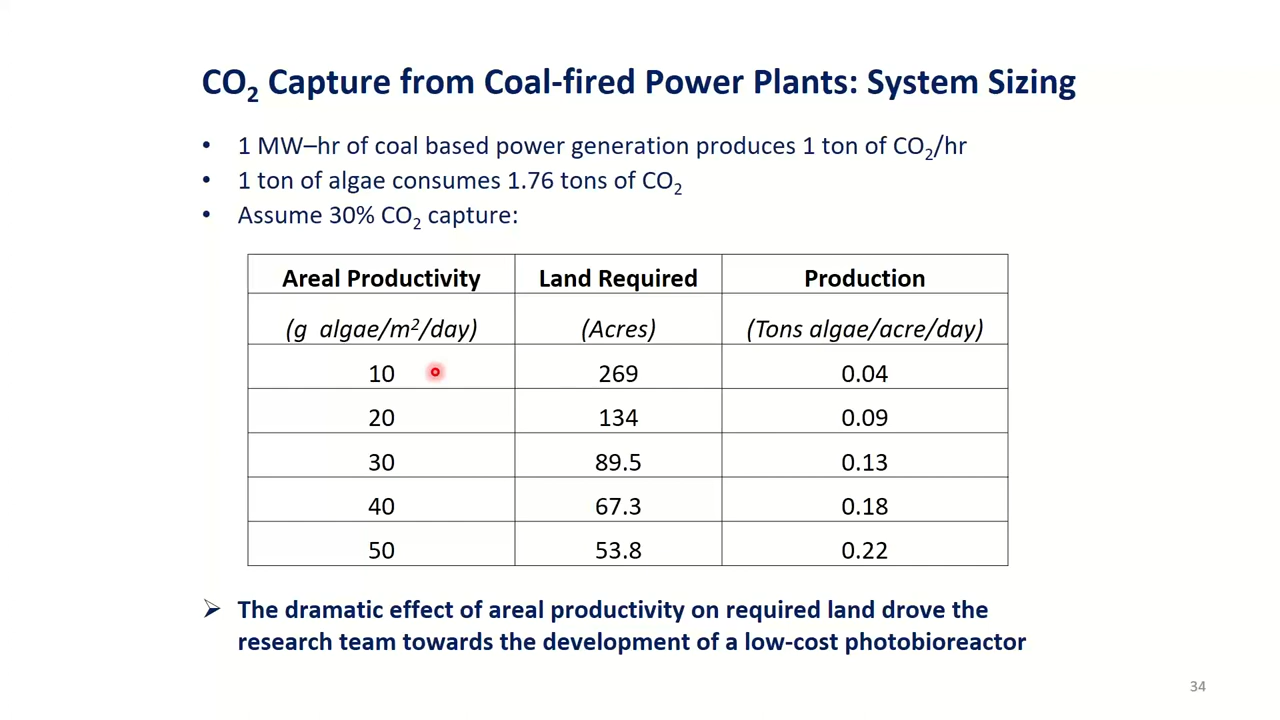 CO2 Capture from Coal-fired Power Plants: System Sizing
• 1 MW–hr of coal based power generation produces 1 ton of CO2/hr
• 1 ton of algae consumes 1.76 tons of CO2
• Assume 30% CO2 capture:
Areal Productivity Land Required Production
(g algae/m2/day) (Acres) (Tons algae/acre/day)
10 269 0.04
20 134 0.09
30 89.5 0.13
40 67.3 0.18
50 53.8 0.22
➢ The dramatic effect of areal productivity on required land drove the
research team towards the development of a low-cost photobioreactor
34